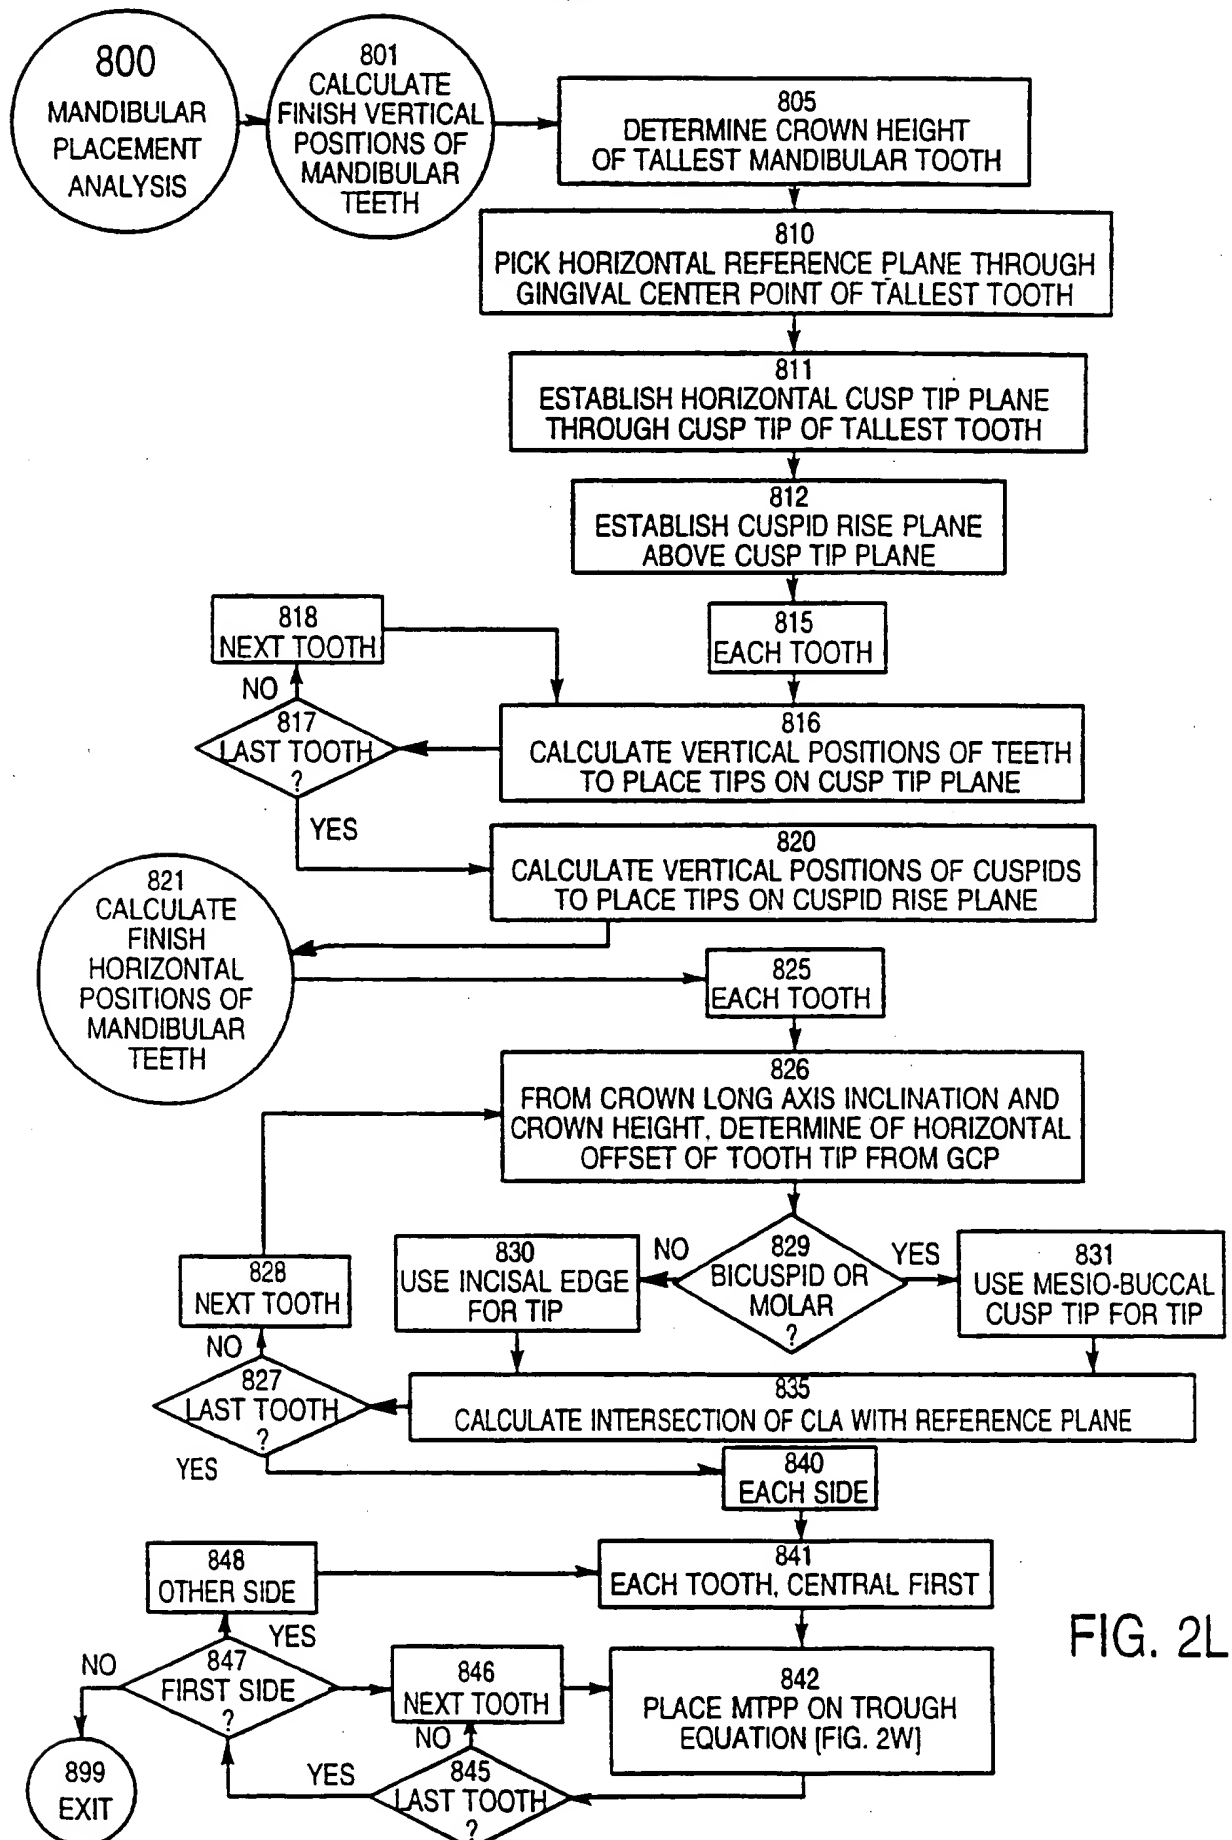 800
MANDIBULAR
PLACEMENT
ANALYSIS
801
CALCULATE
FINISH VERTICAL
POSITIONS OF
MANDIBULAR
TEETH
805
DETERMINE CROWN HEIGHT
OF TALLEST MANDIBULAR TOOTH
810
PICK HORIZONTAL REFERENCE PLANE THROUGH
GINGIVAL CENTER POINT OF TALLEST TOOTH
811
ESTABLISH HORIZONTAL CUSP TIP PLANE
THROUGH CUSP TIP OF TALLEST TOOTH
812
ESTABLISH CUSPID RISE PLANE
ABOVE CUSP TIP PLANE
815
EACH TOOTH
818
NEXT TOOTH
NO
817
LAST TOOTH
?
YES
816
CALCULATE VERTICAL POSITIONS OF TEETH
TO PLACE TIPS ON CUSP TIP PLANE
820
CALCULATE VERTICAL POSITIONS OF CUSPIDS
TO PLACE TIPS ON CUSPID RISE PLANE
821
CALCULATE
FINISH
HORIZONTAL
POSITIONS OF
MANDIBULAR
TEETH
825
EACH TOOTH
826
FROM CROWN LONG AXIS INCLINATION AND
CROWN HEIGHT, DETERMINE OF HORIZONTAL
OFFSET OF TOOTH TIP FROM GCP
829
BICUSPID OR
MOLAR
?
NO
YES
830
USE INCISAL EDGE
FOR TIP
831
USE MESIO-BUCCAL
CUSP TIP FOR TIP
828
NEXT TOOTH
NO
827
LAST TOOTH
?
YES
835
CALCULATE INTERSECTION OF CLA WITH REFERENCE PLANE
840
EACH SIDE
841
EACH TOOTH, CENTRAL FIRST
848
OTHER SIDE
YES
847
FIRST SIDE
?
NO
846
NEXT TOOTH
NO
842
PLACE MTPP ON TROUGH
EQUATION [FIG. 2W]
845
LAST TOOTH
?
YES
899
EXIT
FIG. 2L